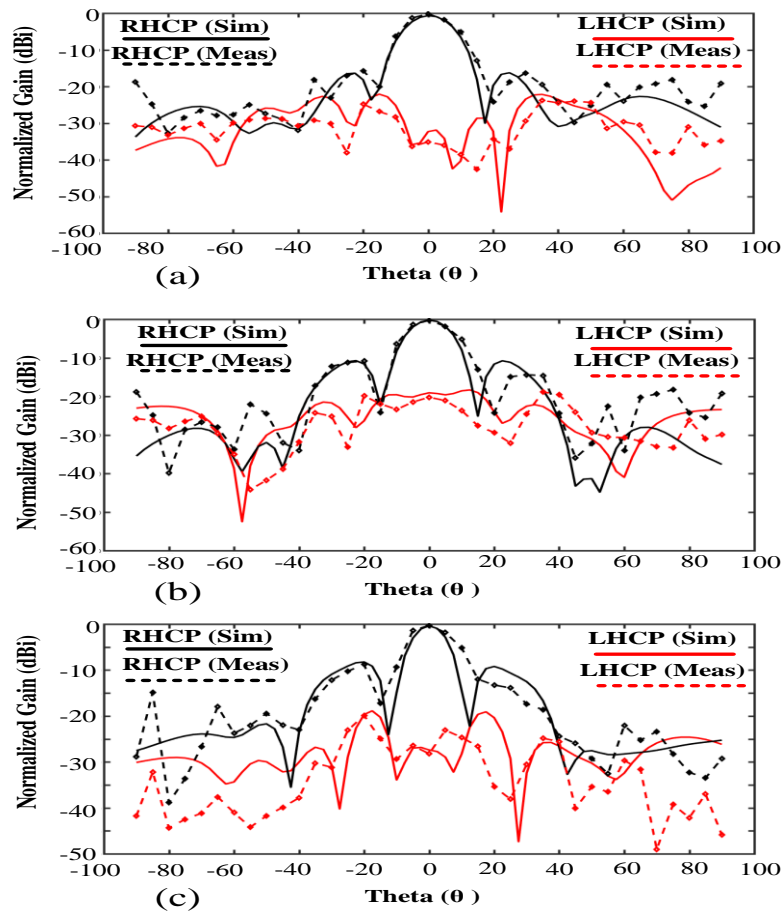 0
RHCP (Sim)
LHCP (Sim)
RHCP (Meas)
LHCP (Meas)
-10
-20
-30
-40
-50
-60
Normalized Gain (dBi)
-100 -80 -60 -40 -20 0 20 40 60 80 100
Theta (θ )
(a)
0
RHCP (Sim)
LHCP (Sim)
RHCP (Meas)
LHCP (Meas)
-10
-20
-30
-40
-50
-60
Normalized Gain (dBi)
-100 -80 -60 -40 -20 0 20 40 60 80 100
Theta (θ )
(b)
0
RHCP (Sim)
LHCP (Sim)
RHCP (Meas)
LHCP (Meas)
-10
-20
-30
-40
-50
Normalized Gain (dBi)
-100 -80 -60 -40 -20 0 20 40 60 80 100
Theta (θ )
(c)